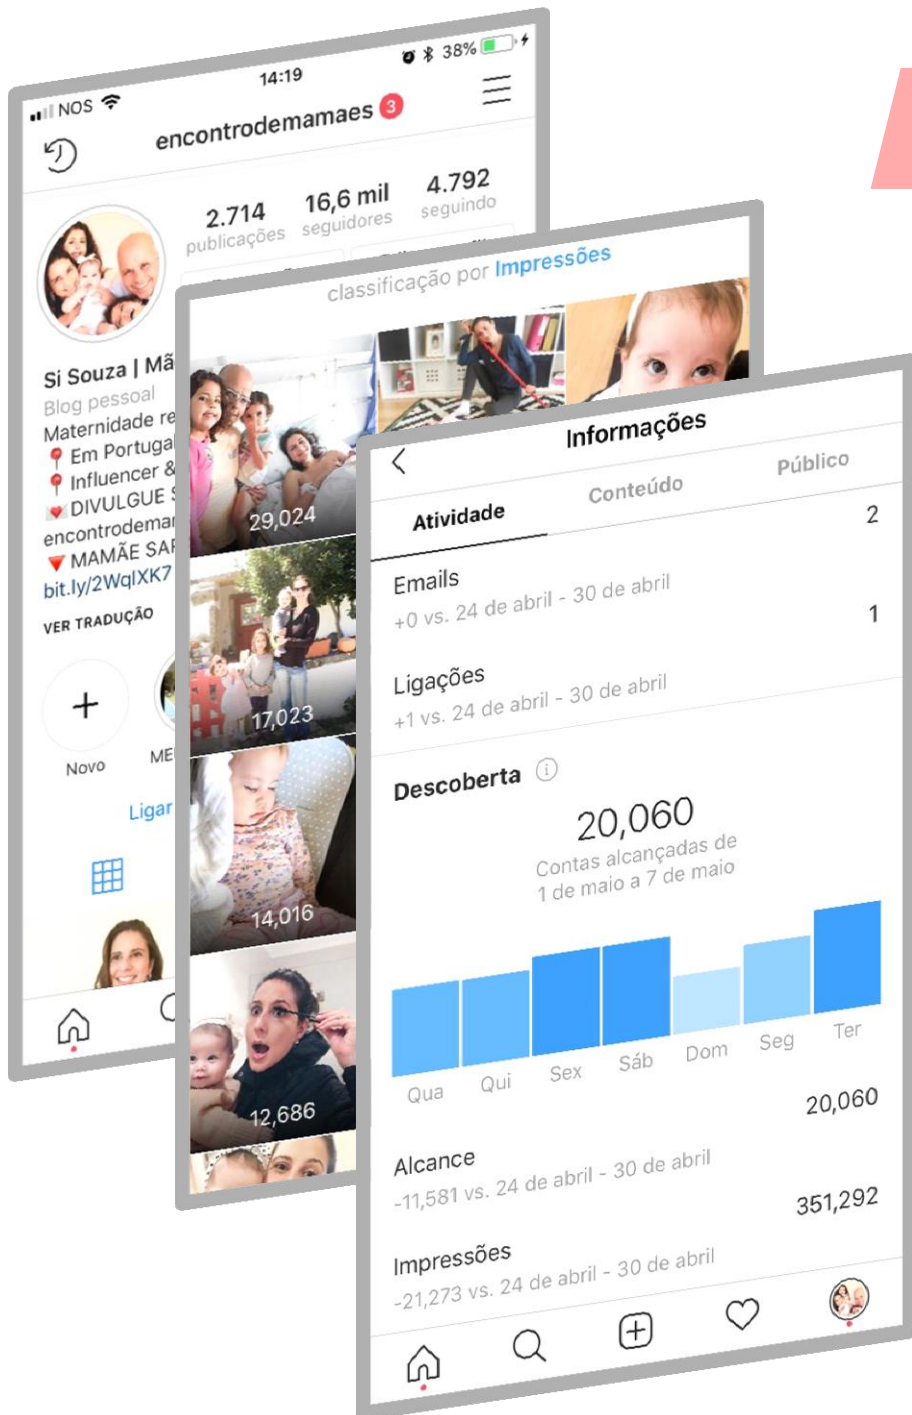 NOS
14:19
38%
encontrodemamaes 3
2.714
publicações
16,6 mil
seguidores
4.792
seguindo
Si Souza | Mã
Blog pessoal
Maternidade re
Em Portuga
Influencer &
DIVULGUE S
encontrodemar
MAMÃE SAF
bit.ly/2WqIXK7
VER TRADUÇÃO
Novo
ME
Ligar
classificação por Impressões
29,024
17,023
14,016
12,686
Informações
Atividade
Conteúdo
Público
Emails
2
+0 vs. 24 de abril - 30 de abril
Ligações
1
+1 vs. 24 de abril - 30 de abril
Descoberta
20,060
Contas alcançadas de
1 de maio a 7 de maio
Qua Qui Sex Sáb Dom Seg Ter
Alcance
20,060
-11,581 vs. 24 de abril - 30 de abril
Impressões
351,292
-21,273 vs. 24 de abril - 30 de abril